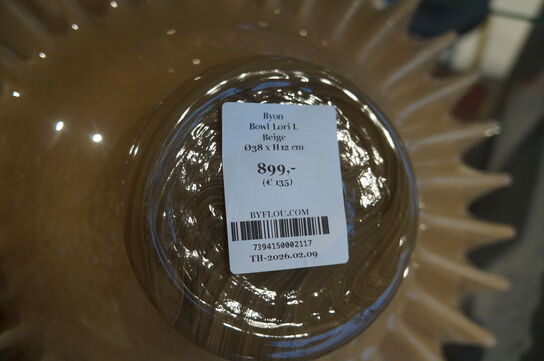 Byon
Bowl Lori L
Beige
Ø38 x H12 cm
899,-
(€ 135)
BYFLOU.COM
7394150002117
TH-2026.02.09